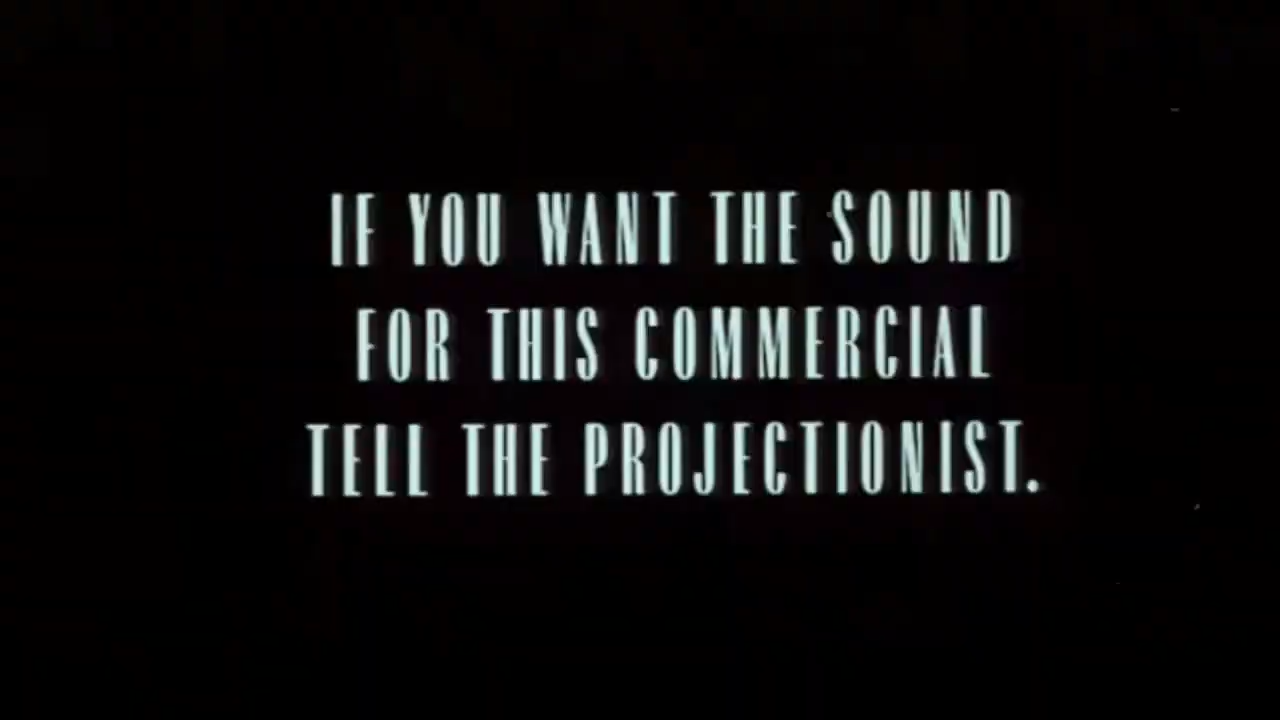 IF YOU WANT THE SOUND
FOR THIS COMMERCIAL
TELL THE PROJECTIONIST.